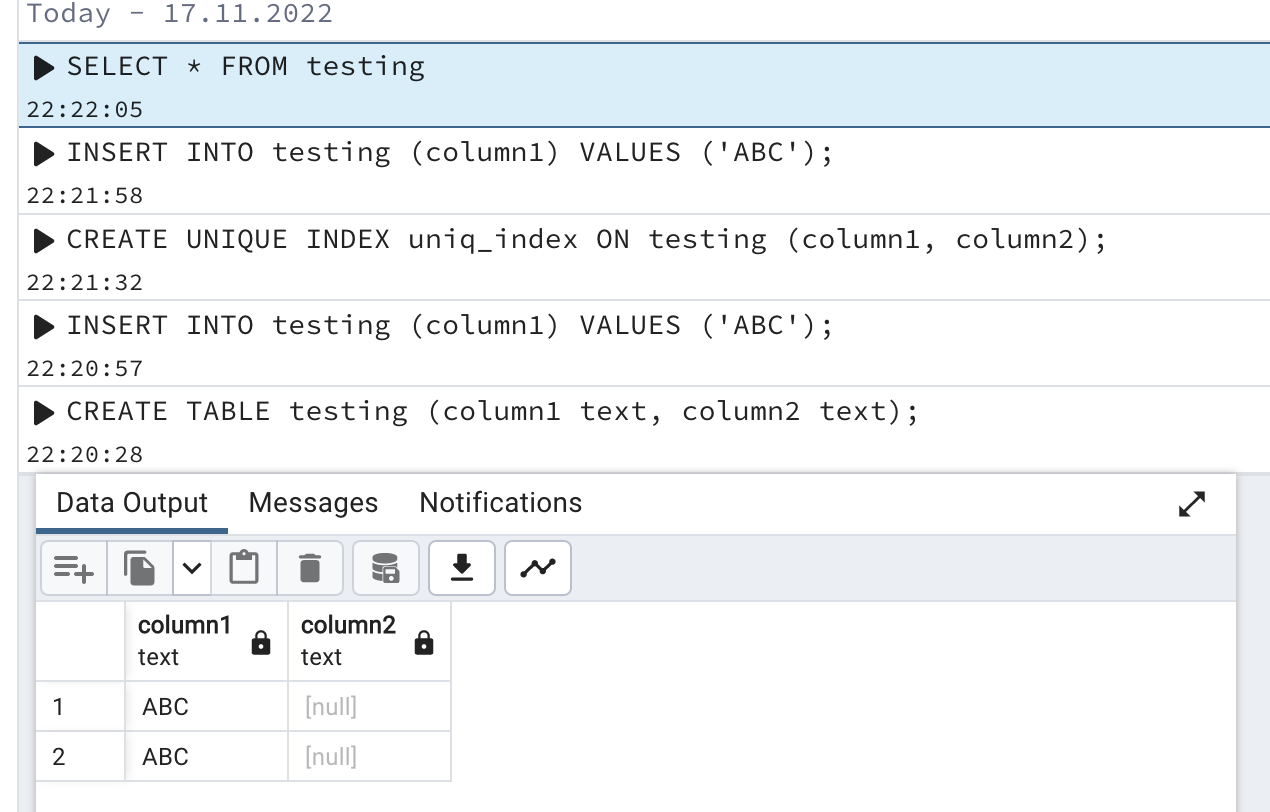 Today - 17.11.2022
SELECT * FROM testing
22:22:05
INSERT INTO testing (column1) VALUES ('ABC');
22:21:58
CREATE UNIQUE INDEX uniq_index ON testing (column1, column2);
22:21:32
INSERT INTO testing (column1) VALUES ('ABC');
22:20:57
CREATE TABLE testing (column1 text, column2 text);
22:20:28
Data Output Messages Notifications
column1 column2
text text
1 ABC [null]
2 ABC [null]